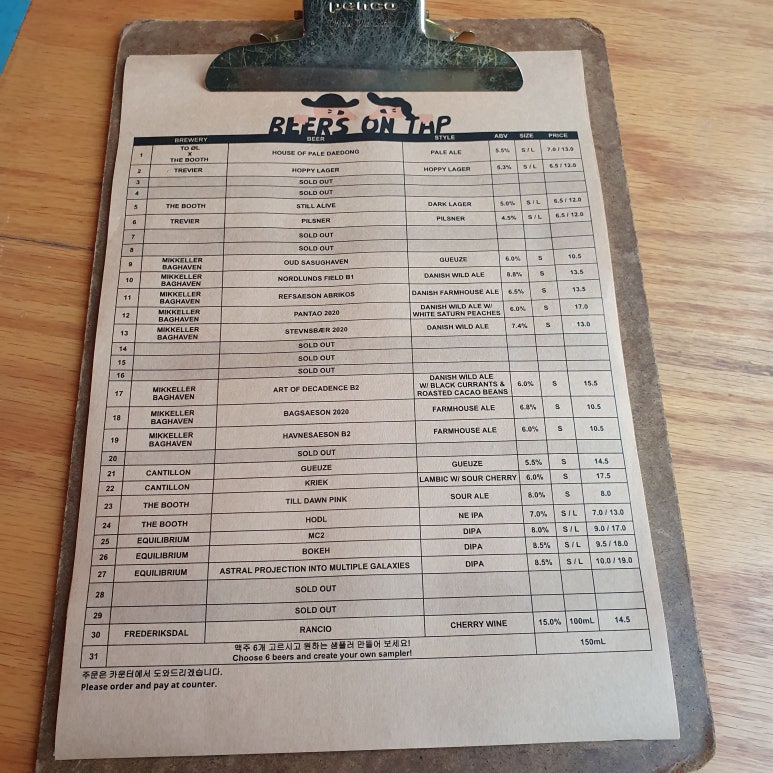 penco
BEERS ON TAP
BREWERY BEER STYLE ABV SIZE PRICE
1 TO ØL X THE BOOTH HOUSE OF PALE DAEDONG PALE ALE 5.5% S / L 7.0 / 13.0
2 TREVIER HOPPY LAGER HOPPY LAGER 5.3% S / L 6.5 / 12.0
3 SOLD OUT
4 SOLD OUT
5 THE BOOTH STILL ALIVE DARK LAGER 5.0% S / L 6.5 / 12.0
6 TREVIER PILSNER PILSNER 4.5% S / L 6.5 / 12.0
7 SOLD OUT
8 SOLD OUT
9 MIKKELLER BAGHAVEN OUD SASUGHAVEN GUEUZE 6.0% S 10.5
10 MIKKELLER BAGHAVEN NORDLUNDS FIELD B1 DANISH WILD ALE 8.8% S 13.5
11 MIKKELLER BAGHAVEN REFSAESON ABRIKOS DANISH FARMHOUSE ALE 6.5% S 13.5
12 MIKKELLER BAGHAVEN PANTAO 2020 DANISH WILD ALE W/ WHITE SATURN PEACHES 6.0% S 17.0
13 MIKKELLER BAGHAVEN STEVNSBÆR 2020 DANISH WILD ALE 7.4% S 13.0
14 SOLD OUT
15 SOLD OUT
16 SOLD OUT
17 MIKKELLER BAGHAVEN ART OF DECADENCE B2 DANISH WILD ALE W/ BLACK CURRANTS & ROASTED CACAO BEANS 6.0% S 15.5
18 MIKKELLER BAGHAVEN BAGSAESON 2020 FARMHOUSE ALE 6.8% S 10.5
19 MIKKELLER BAGHAVEN HAVNESAESON B2 FARMHOUSE ALE 6.0% S 10.5
20 SOLD OUT
21 CANTILLON GUEUZE GUEUZE 5.5% S 14.5
22 CANTILLON KRIEK LAMBIC W/ SOUR CHERRY 6.0% S 17.5
23 THE BOOTH TILL DAWN PINK SOUR ALE 8.0% S 8.0
24 THE BOOTH HODL NE IPA 7.0% S / L 7.0 / 13.0
25 EQUILIBRIUM MC2 DIPA 8.0% S / L 9.0 / 17.0
26 EQUILIBRIUM BOKEH DIPA 8.5% S / L 9.5 / 18.0
27 EQUILIBRIUM ASTRAL PROJECTION INTO MULTIPLE GALAXIES DIPA 8.5% S / L 10.0 / 19.0
28 SOLD OUT
29 SOLD OUT
30 FREDERIKSDAL RANCIO CHERRY WINE 15.0% 100mL 14.5
31 맥주 6개 고르시고 원하는 샘플러 만들어 보세요!
Choose 6 beers and create your own sampler! 150mL
주문은 카운터에서 도와드리겠습니다.
Please order and pay at counter.